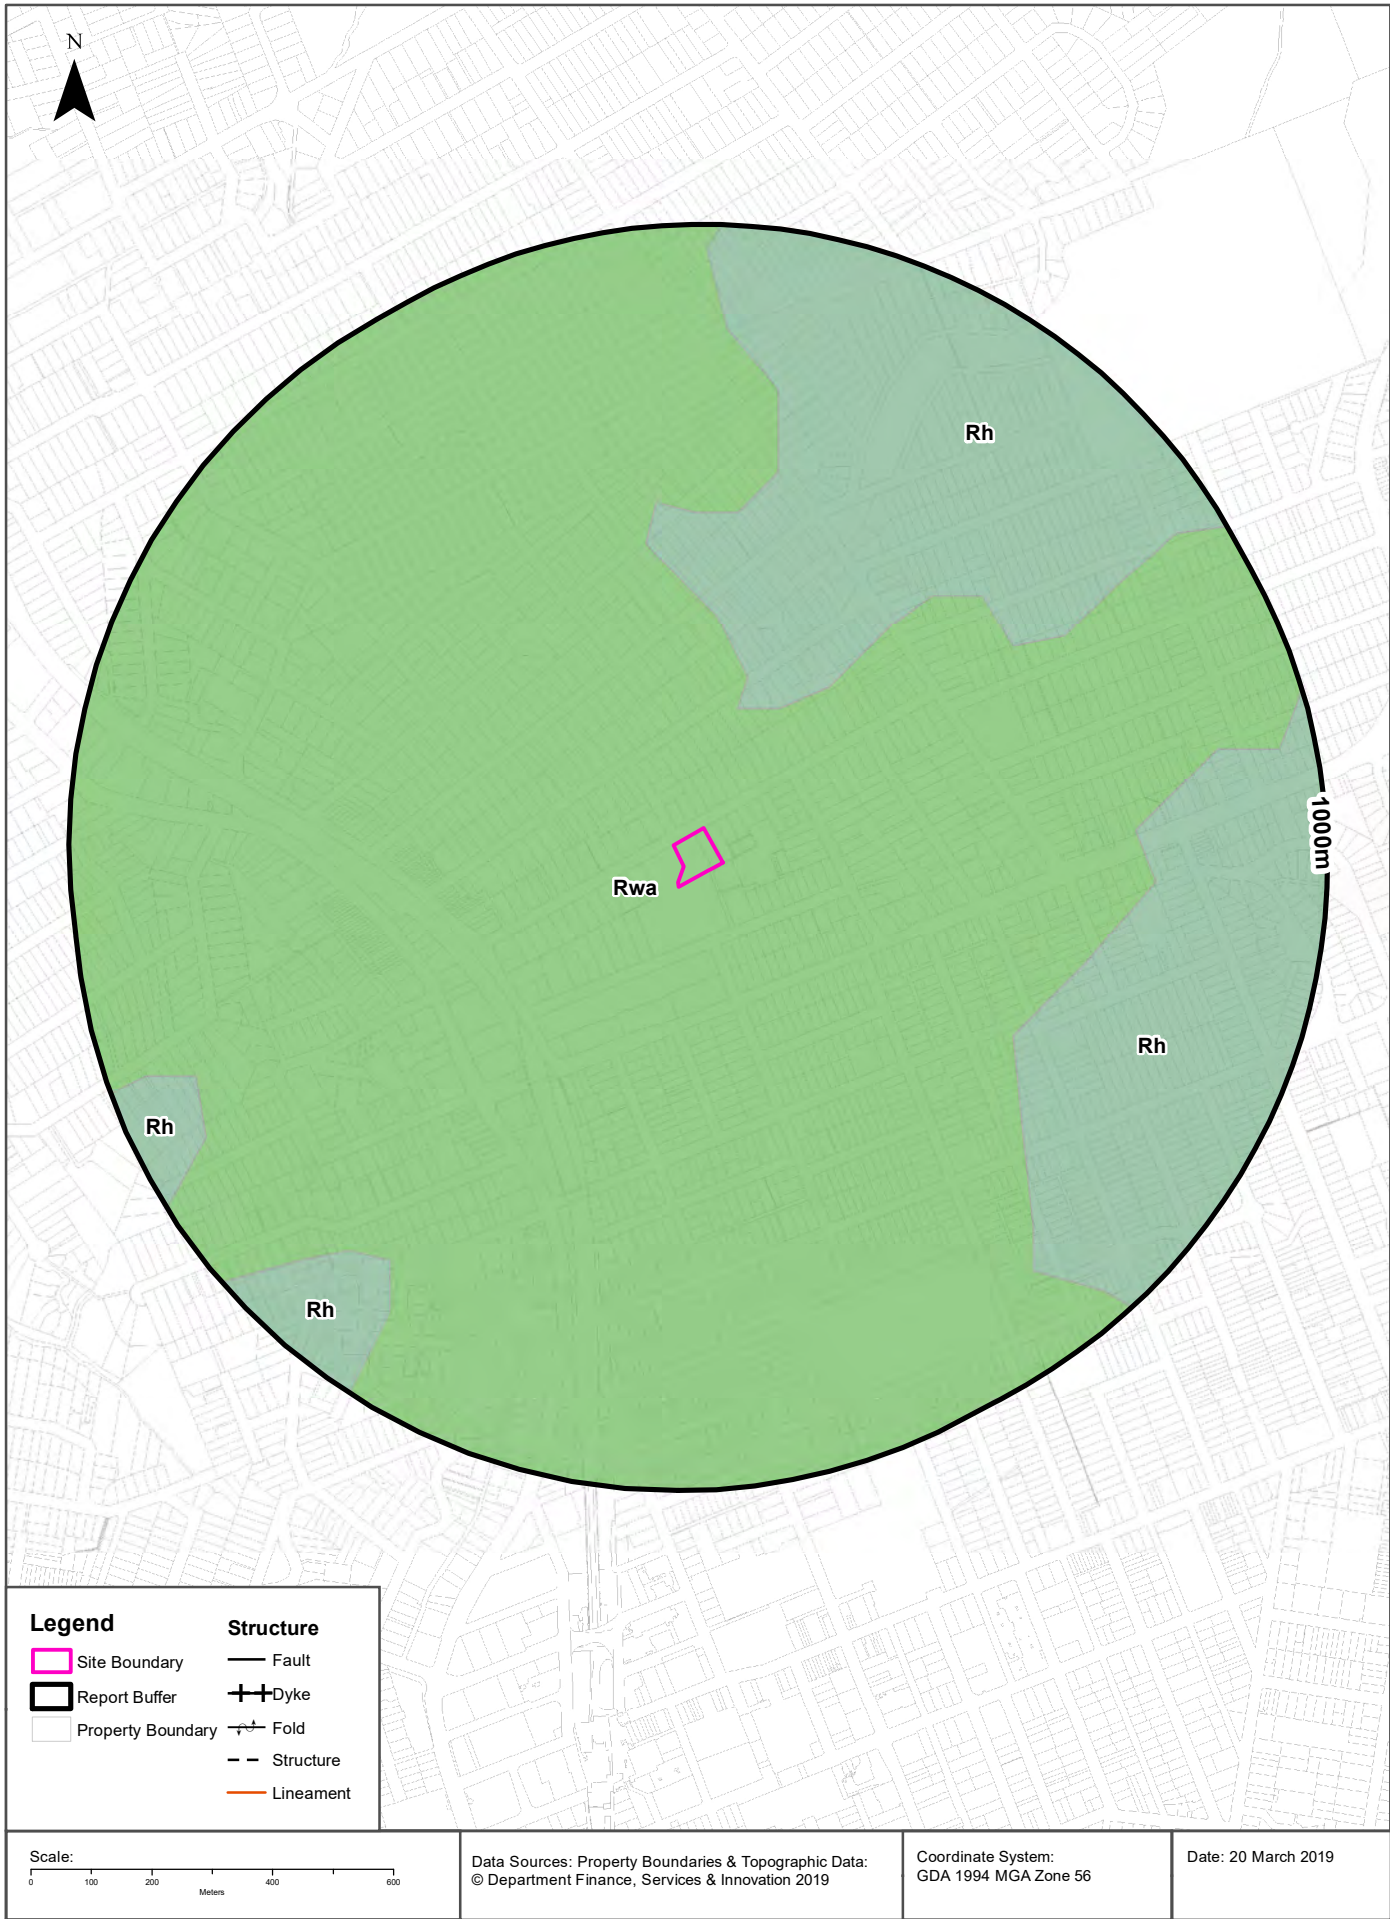 N
Rh
1000m
Rwa
Rh
Rh
Rh
Legend
Site Boundary
Report Buffer
Property Boundary
Structure
Fault
Dyke
Fold
Structure
Lineament
Scale:
0 100 200 400 600
Meters
Data Sources: Property Boundaries & Topographic Data:
© Department Finance, Services & Innovation 2019
Coordinate System:
GDA 1994 MGA Zone 56
Date: 20 March 2019